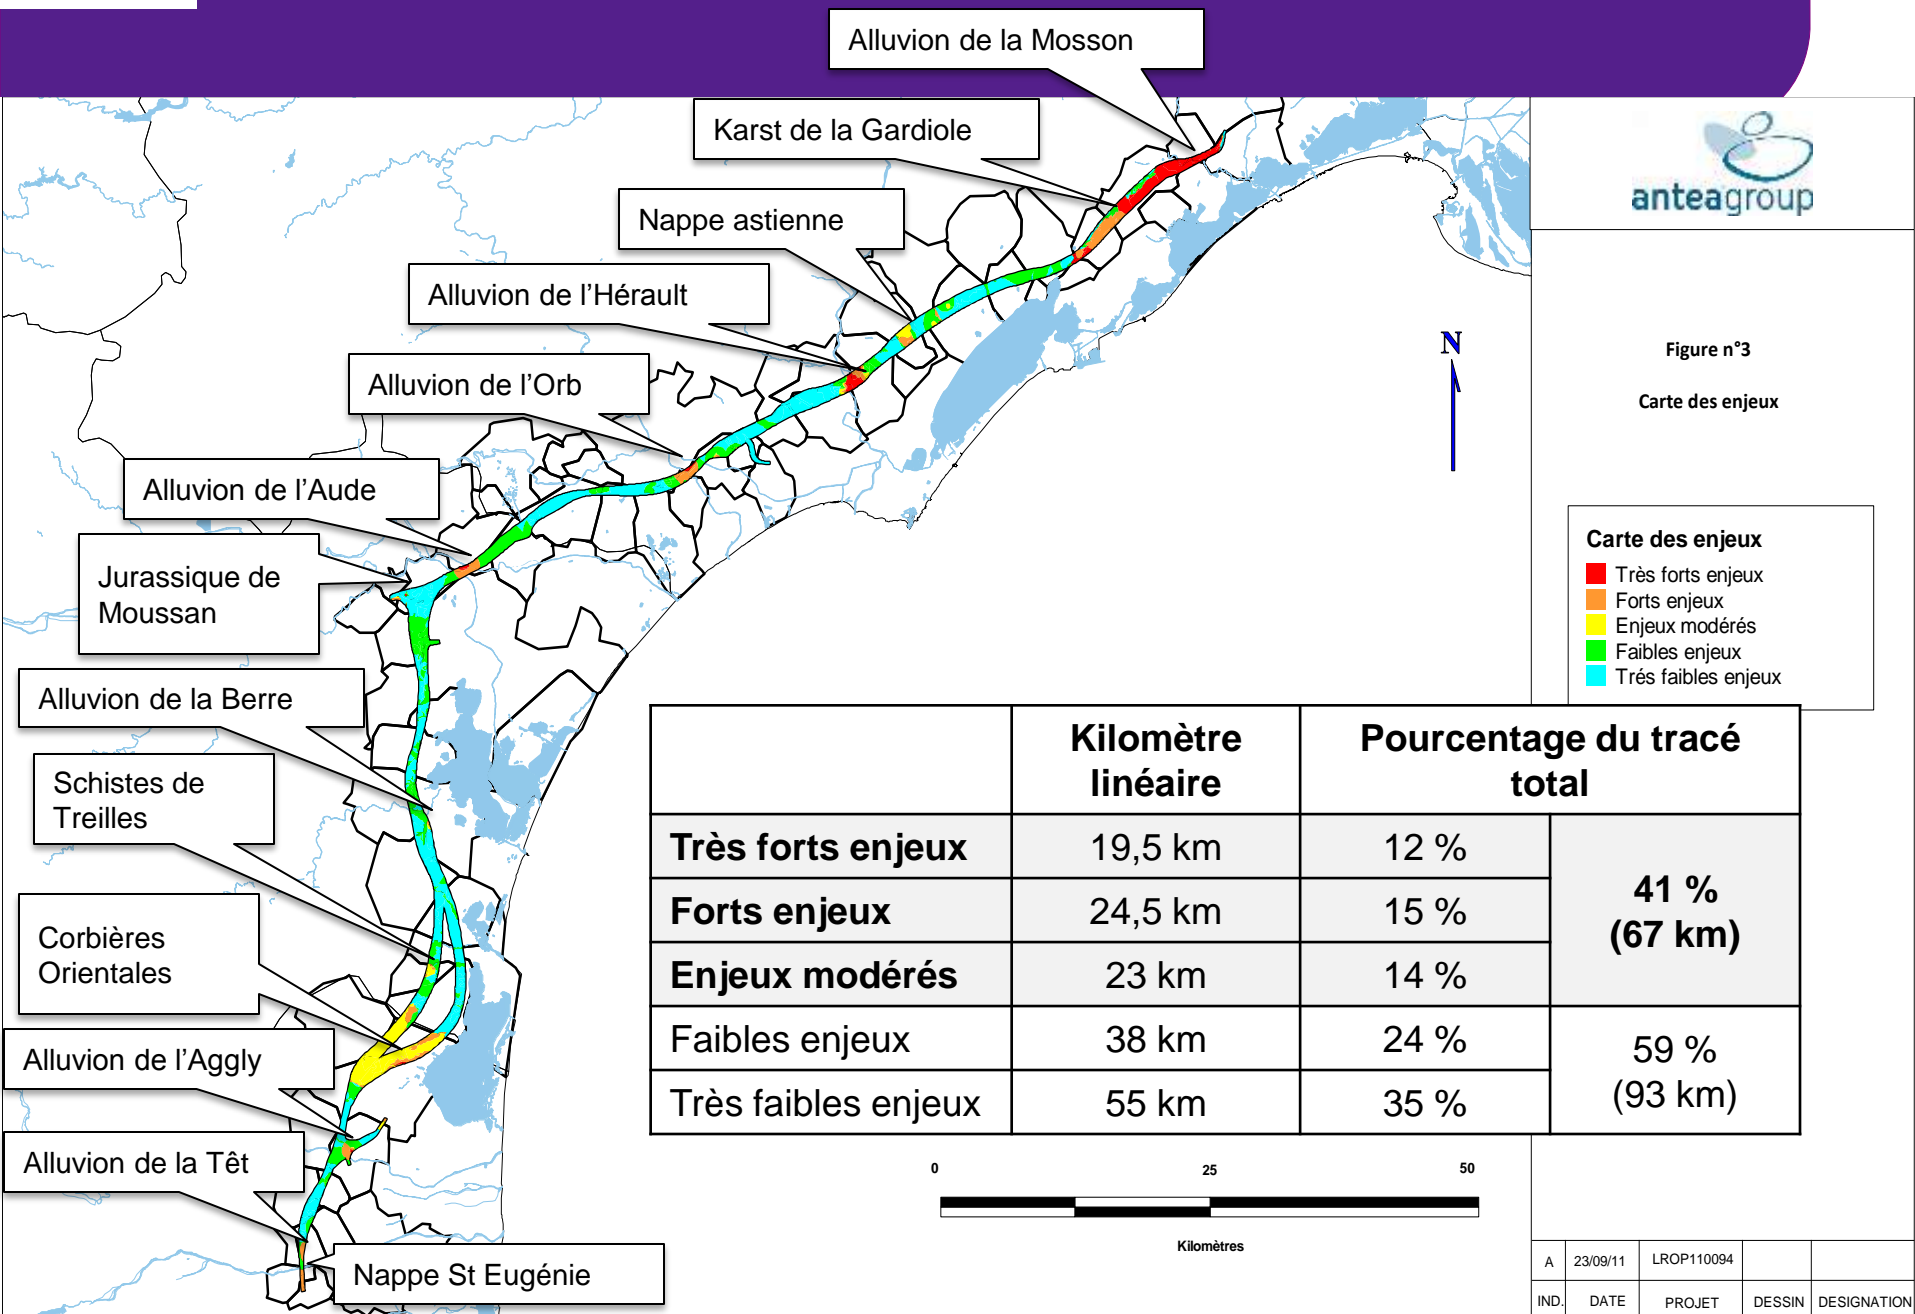 Alluvion de la Mosson
Karst de la Gardiole
Nappe astienne
Alluvion de l'Hérault
Alluvion de l'Orb
Alluvion de l'Aude
Jurassique de
Moussan
Alluvion de la Berre
Schistes de
Treilles
Corbières
Orientales
Alluvion de l'Aggly
Alluvion de la Têt
Nappe St Eugénie
anteagroup
N
Figure n°3
Carte des enjeux
Carte des enjeux
Très forts enjeux
Forts enjeux
Enjeux modérés
Faibles enjeux
Trés faibles enjeux
Kilomètre linéaire Pourcentage du tracé total
Très forts enjeux 19,5 km 12 % 41 % (67 km)
Forts enjeux 24,5 km 15 %
Enjeux modérés 23 km 14 %
Faibles enjeux 38 km 24 % 59 % (93 km)
Très faibles enjeux 55 km 35 %
0 25 50
Kilomètres
A 23/09/11 LROP110094
IND. DATE PROJET DESSIN DESIGNATION